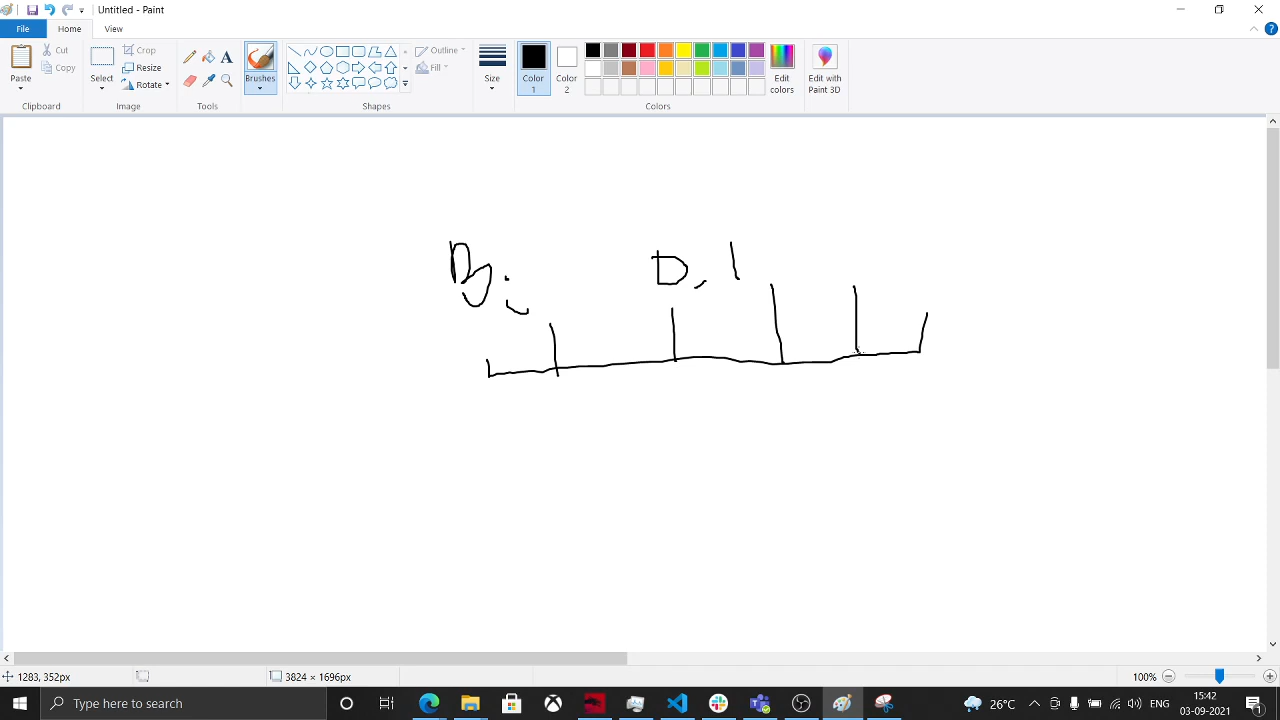 Untitled - Paint
File Home View
Paste
Cut
Copy
Clipboard
Select
Crop
Resize
Rotate
Image
Tools
Brushes
Shapes
Outline
Fill
Size
Color 1
Color 2
Edit colors
Colors
Edit with Paint 3D
D, 1
1283, 352px
3824 × 1696px
100%
Type here to search
26°C
ENG
15:42
03-09-2021
1